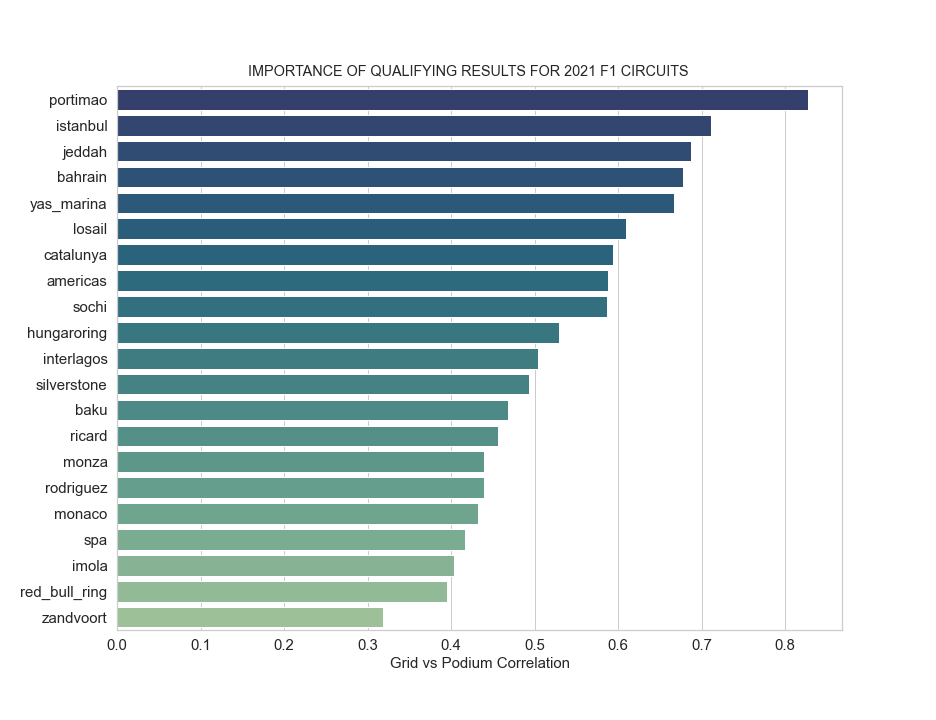 IMPORTANCE OF QUALIFYING RESULTS FOR 2021 F1 CIRCUITS
portimao
istanbul
jeddah
bahrain
yas_marina
losail
catalunya
americas
sochi
hungaroring
interlagos
silverstone
baku
ricard
monza
rodriguez
monaco
spa
imola
red_bull_ring
zandvoort
0.0 0.1 0.2 0.3 0.4 0.5 0.6 0.7 0.8
Grid vs Podium Correlation